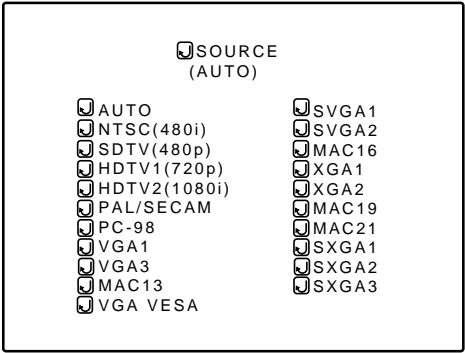 SOURCE
(AUTO)
AUTO
NTSC(480i)
SDTV(480p)
HDTV1(720p)
HDTV2(1080i)
PAL/SECAM
PC-98
VGA1
VGA3
MAC13
VGA VESA
SVGA1
SVGA2
MAC16
XGA1
XGA2
MAC19
MAC21
SXGA1
SXGA2
SXGA3